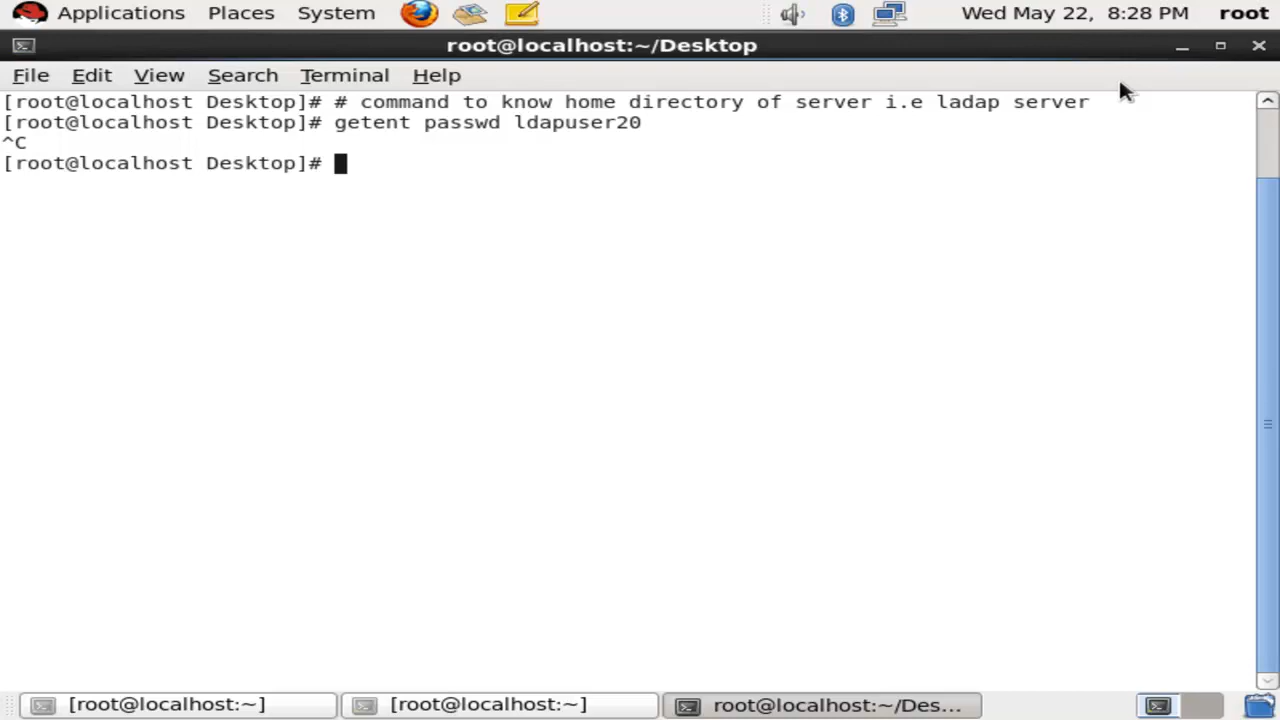 Applications Places System Wed May 22, 8:28 PM root
root@localhost:~/Desktop
File Edit View Search Terminal Help
[root@localhost Desktop]# # command to know home directory of server i.e ladap server
[root@localhost Desktop]# getent passwd ldapuser20
^C
[root@localhost Desktop]#
[root@localhost:~] [root@localhost:~] root@localhost:~/Des...